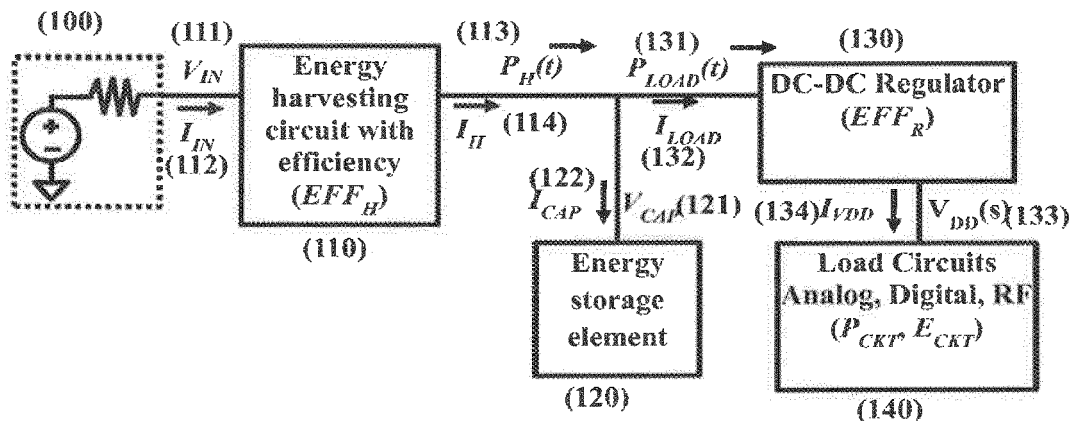 (100)
(111)
V_IN
I_IN
(112)
Energy
harvesting
circuit with
efficiency
(EFF_H)
(110)
(113)
P_H(t)
I_H
(114)
(131)
P_LOAD(t)
I_LOAD
(132)
(122)
I_CAP
V_CAP(121)
Energy
storage
element
(120)
(130)
DC-DC Regulator
(EFF_R)
(134)I_VDD
V_DD(s)(133)
Load Circuits
Analog, Digital, RF
(P_CKT, E_CKT)
(140)